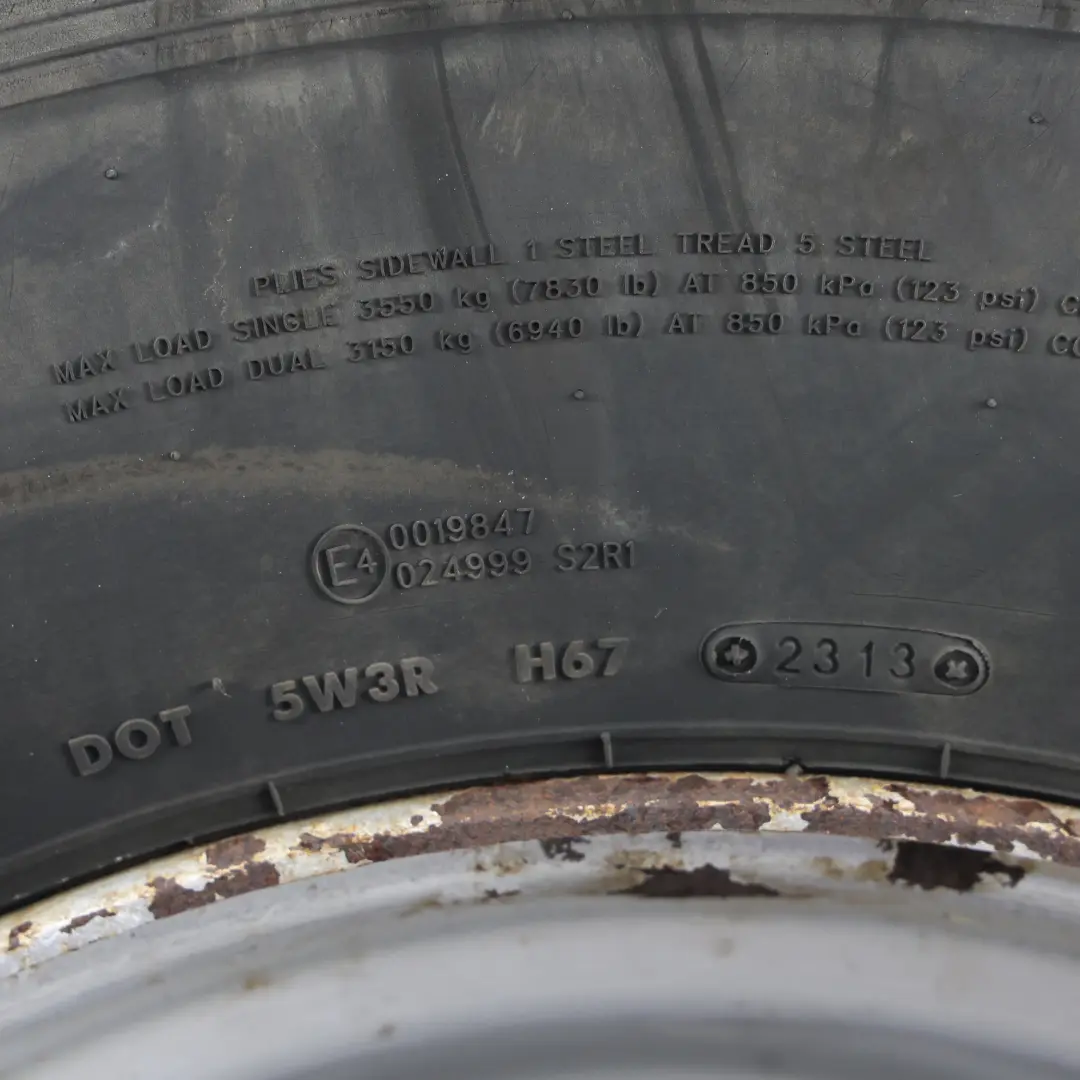 PLIES SIDEWALL 1 STEEL TREAD 5 STEEL
MAX LOAD SINGLE 3550 kg (7830 lb) AT 850 kPa (123 psi) C
MAX LOAD DUAL 3150 kg (6940 lb) AT 850 kPa (123 psi) CO
E4 0019847
024999 S2R1
DOT 5W3R H67 2313